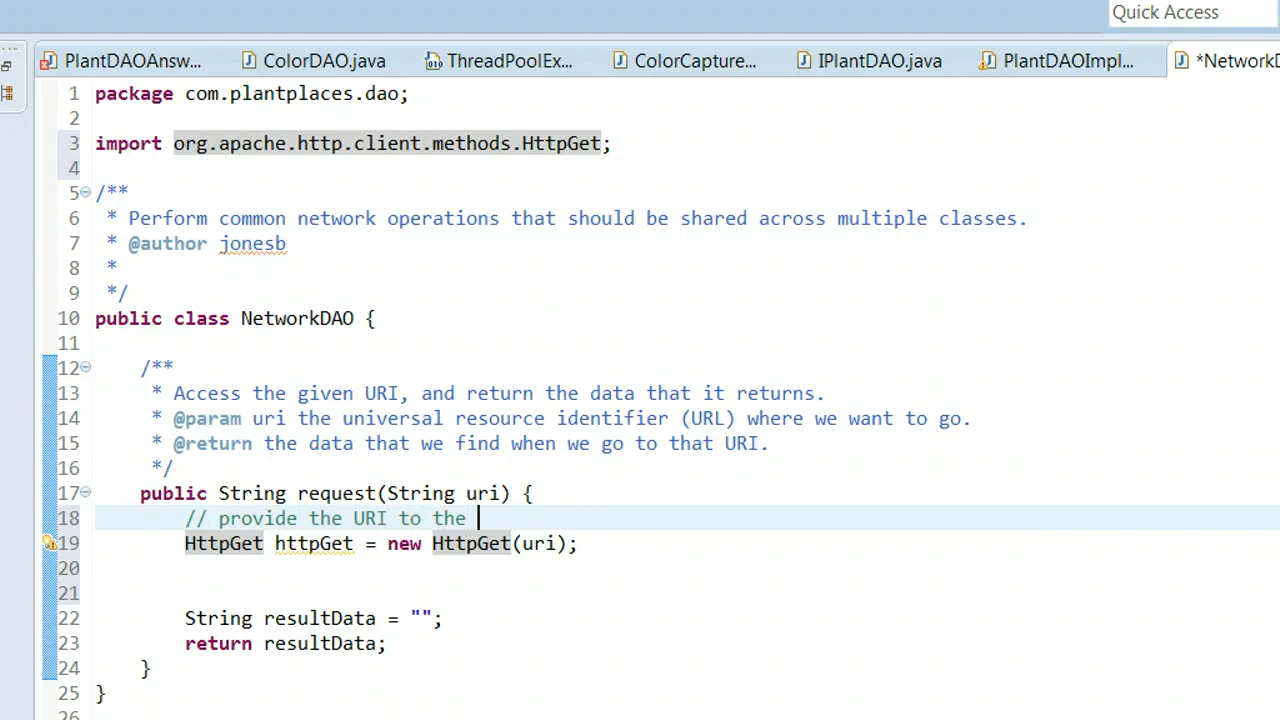 Quick Access
PlantDAOAnsw... ColorDAO.java ThreadPoolEx... ColorCapture... IPlantDAO.java PlantDAOImpl... *NetworkD
1 package com.plantplaces.dao;
2
3 import org.apache.http.client.methods.HttpGet;
4
5 /**
6 * Perform common network operations that should be shared across multiple classes.
7 * @author jonesb
8 *
9 */
10 public class NetworkDAO {
11
12 /**
13 * Access the given URI, and return the data that it returns.
14 * @param uri the universal resource identifier (URL) where we want to go.
15 * @return the data that we find when we go to that URI.
16 */
17 public String request(String uri) {
18 // provide the URI to the
19 HttpGet httpGet = new HttpGet(uri);
20
21
22 String resultData = "";
23 return resultData;
24 }
25 }
26